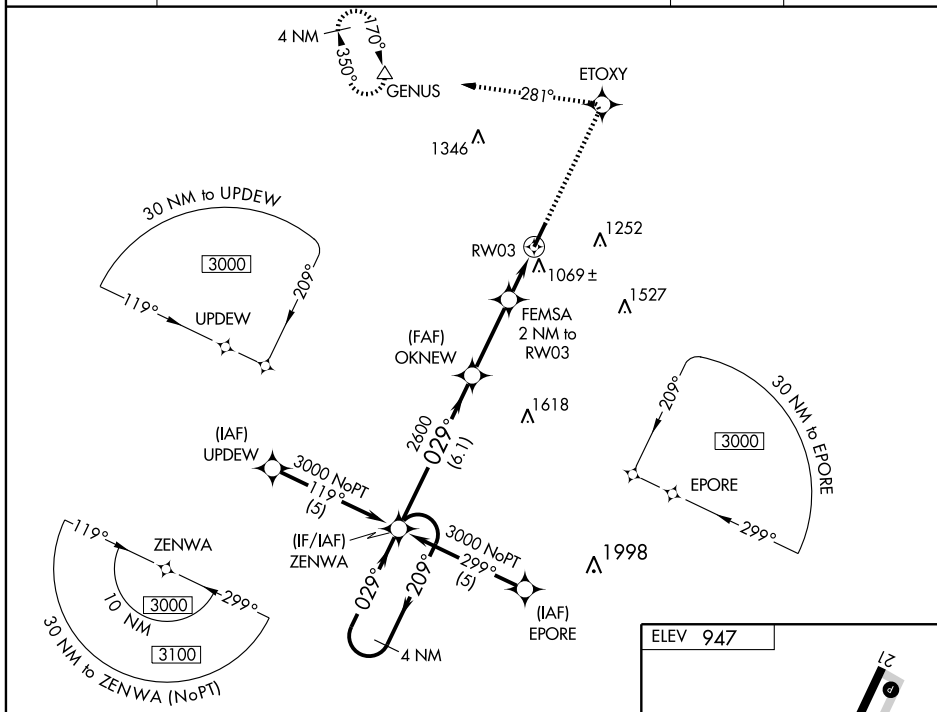 4 NM
170°
350°
GENUS
281°
ETOXY
1346
30 NM to UPDEW
3000
209°
119°
UPDEW
RW03
1252
1069 ±
1527
FEMSA
2 NM to
RW03
(FAF)
OKNEW
1618
2600
029°
(6.1)
209°
30 NM to EPORE
3000
EPORE
299°
(IAF)
UPDEW
3000 NoPT
119°
(5)
(IF/IAF)
ZENWA
3000 NoPT
299°
(5)
(IAF)
EPORE
1998
029°
209°
4 NM
119°
ZENWA
299°
3000
10 NM
3100
30 NM to ZENWA (NoPT)
ELEV 947
21
P